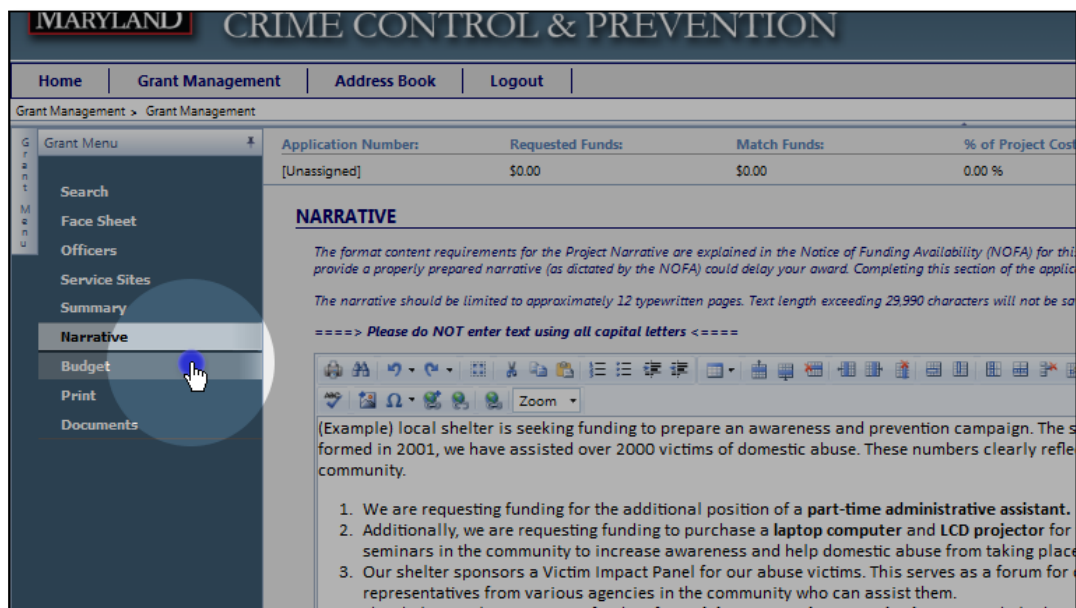 MARYLAND CRIME CONTROL & PREVENTION
Home Grant Management Address Book Logout
Grant Management > Grant Management
Grant Menu
Grant Menu
Application Number: Requested Funds: Match Funds: % of Project Cost
[Unassigned] $0.00 $0.00 0.00 %
Search
Face Sheet
Officers
Service Sites
Summary
Narrative
Budget
Print
Documents
NARRATIVE
The format content requirements for the Project Narrative are explained in the Notice of Funding Availability (NOFA) for this
provide a properly prepared narrative (as dictated by the NOFA) could delay your award. Completing this section of the applic
The narrative should be limited to approximately 12 typewritten pages. Text length exceeding 29,990 characters will not be sa
====> Please do NOT enter text using all capital letters <====
Zoom
(Example) local shelter is seeking funding to prepare an awareness and prevention campaign. The s
formed in 2001, we have assisted over 2000 victims of domestic abuse. These numbers clearly refle
community.
1. We are requesting funding for the additional position of a part-time administrative assistant.
2. Additionally, we are requesting funding to purchase a laptop computer and LCD projector for
seminars in the community to increase awareness and help domestic abuse from taking place
3. Our shelter sponsors a Victim Impact Panel for our abuse victims. This serves as a forum for
representatives from various agencies in the community who can assist them.